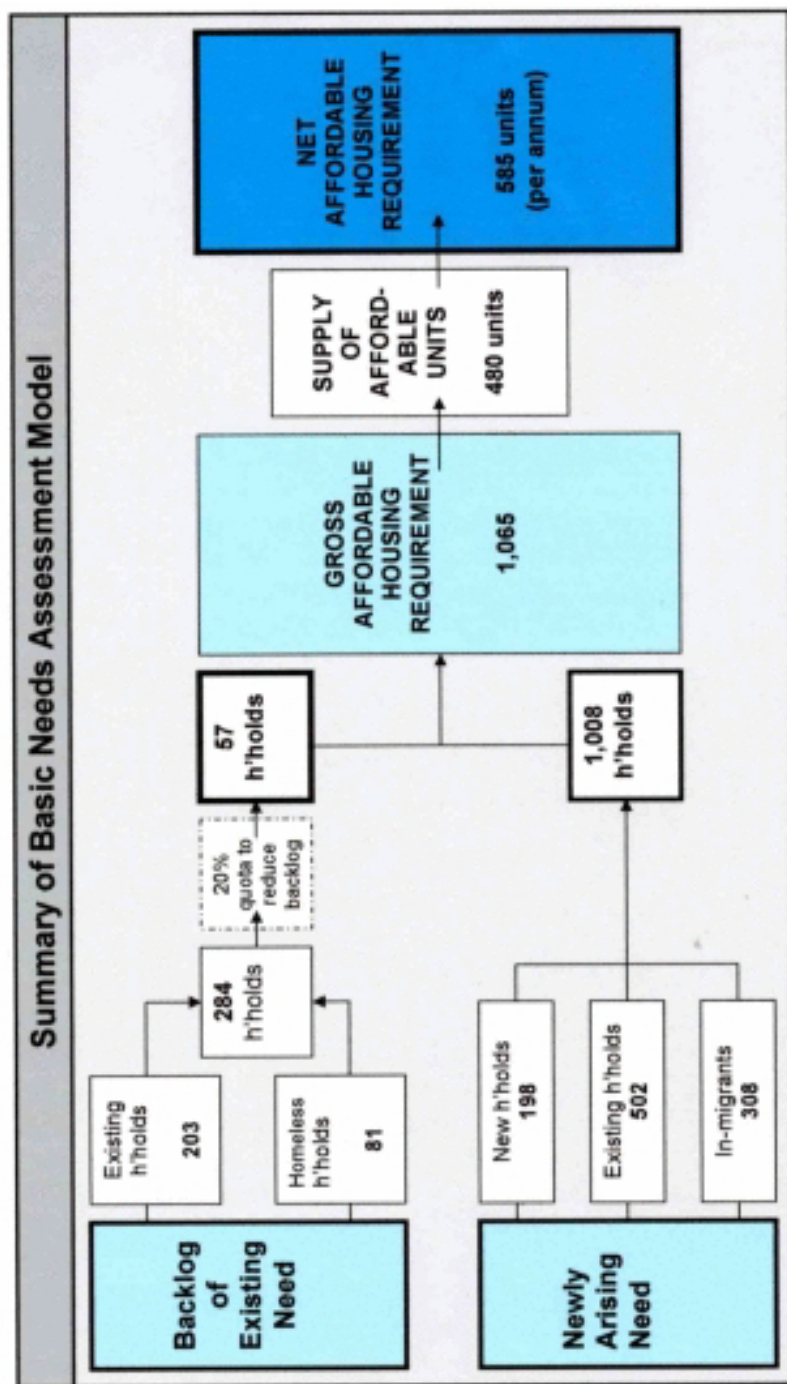 Summary of Basic Needs Assessment Model
Backlog
of
Existing
Need
Existing
h'holds
203
Homeless
h'holds
81
284
h'holds
20%
quota to
reduce
backlog
57
h'holds
Newly
Arising
Need
New h'holds
198
Existing h'holds
502
In-migrants
308
1,008
h'holds
GROSS
AFFORDABLE
HOUSING
REQUIREMENT
1,065
SUPPLY
OF
AFFORD-
ABLE
UNITS
480 units
NET
AFFORDABLE
HOUSING
REQUIREMENT
585 units
(per annum)